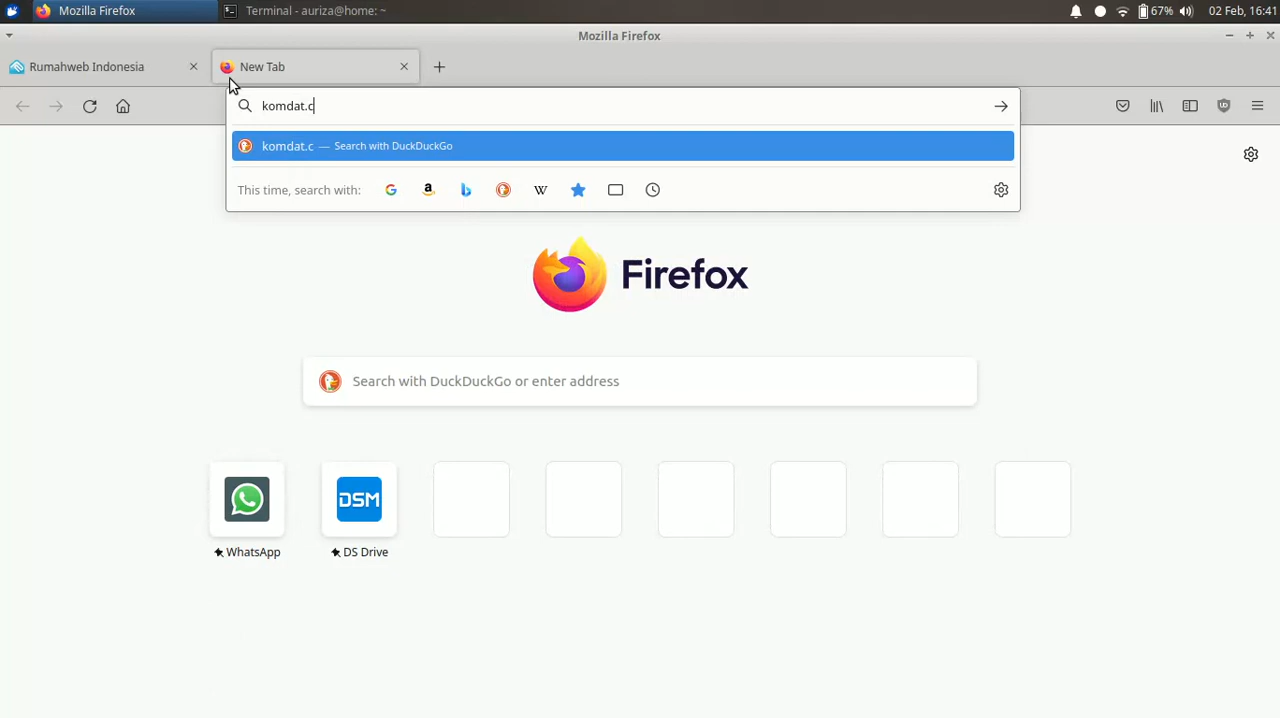 Mozilla Firefox
Terminal - auriza@home: ~
67%
02 Feb, 16:41
Mozilla Firefox
Rumahweb Indonesia
New Tab
komdat.c
komdat.c — Search with DuckDuckGo
This time, search with:
Firefox
Search with DuckDuckGo or enter address
DSM
WhatsApp
DS Drive